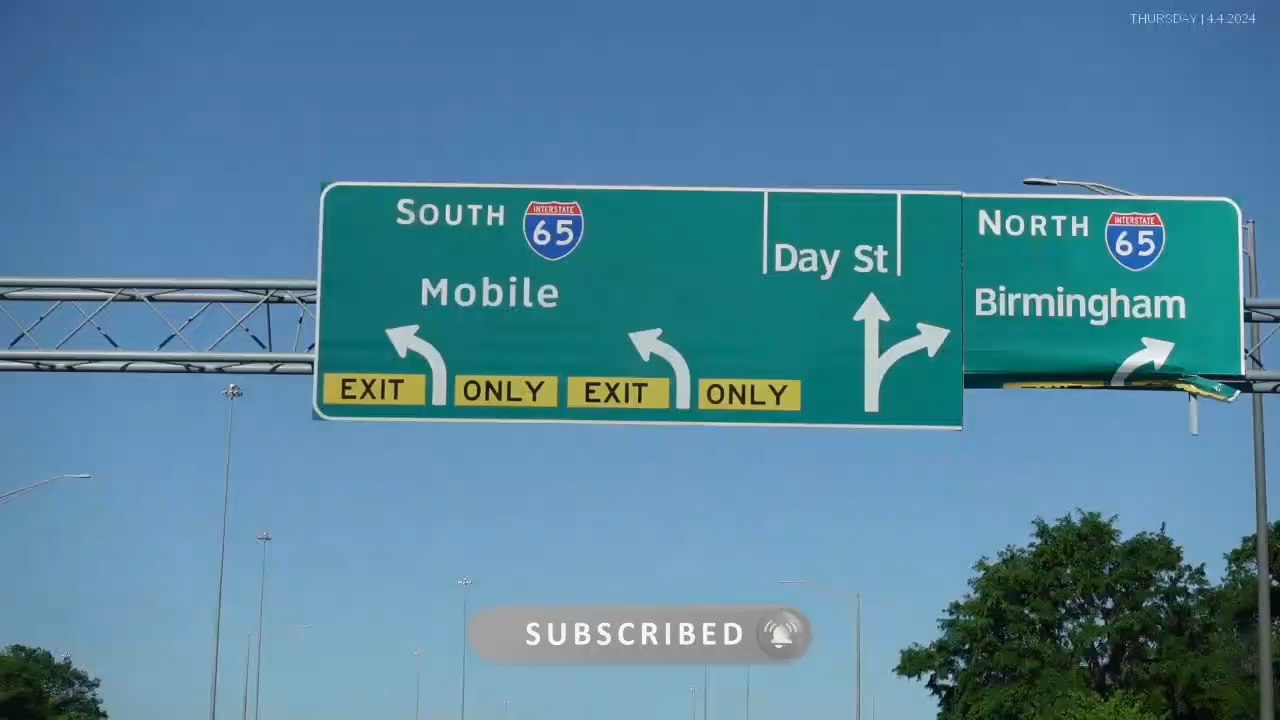 THURSDAY | 4.4.2024
SOUTH INTERSTATE 65
Mobile
EXIT ONLY EXIT ONLY
Day St
NORTH INTERSTATE 65
Birmingham
SUBSCRIBED